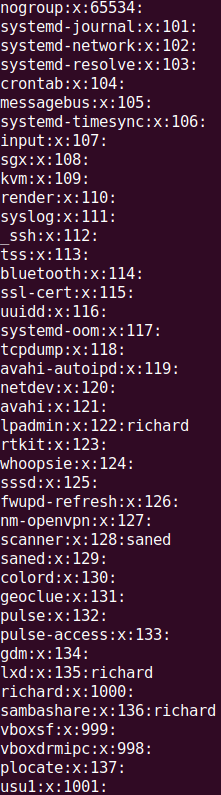 nogroup:x:65534:
systemd-journal:x:101:
systemd-network:x:102:
systemd-resolve:x:103:
crontab:x:104:
messagebus:x:105:
systemd-timesync:x:106:
input:x:107:
sgx:x:108:
kvm:x:109:
render:x:110:
syslog:x:111:
_ssh:x:112:
tss:x:113:
bluetooth:x:114:
ssl-cert:x:115:
uuidd:x:116:
systemd-oom:x:117:
tcpdump:x:118:
avahi-autoipd:x:119:
netdev:x:120:
avahi:x:121:
lpadmin:x:122:richard
rtkit:x:123:
whoopsie:x:124:
sssd:x:125:
fwupd-refresh:x:126:
nm-openvpn:x:127:
scanner:x:128:saned
saned:x:129:
colord:x:130:
geoclue:x:131:
pulse:x:132:
pulse-access:x:133:
gdm:x:134:
lxd:x:135:richard
richard:x:1000:
sambashare:x:136:richard
vboxsf:x:999:
vboxdrmipc:x:998:
plocate:x:137:
usu1:x:1001: